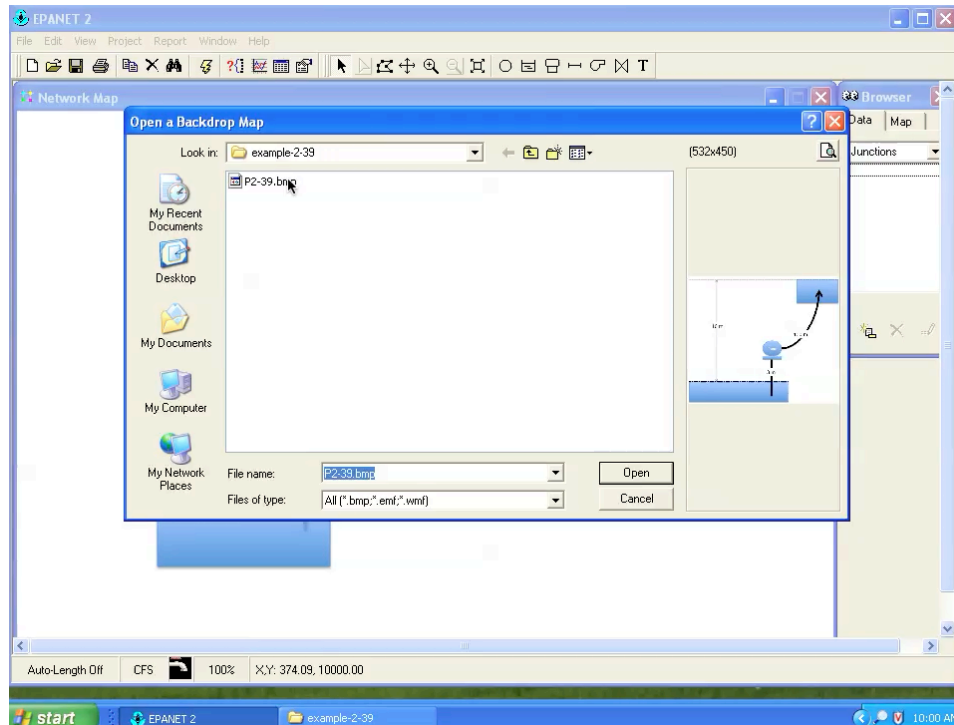 EPANET 2
File Edit View Project Report Window Help
Network Map
Browser
Data Map
Junctions
Open a Backdrop Map
Look in: example-2-39
(532x450)
P2-39.bmp
My Recent Documents
Desktop
My Documents
My Computer
My Network Places
File name: P2-39.bmp
Open
Files of type: All (*.bmp;*.emf;*.wmf)
Cancel
Auto-Length Off CFS 100% X,Y: 374.09, 10000.00
start EPANET 2 example-2-39 10:00 AM